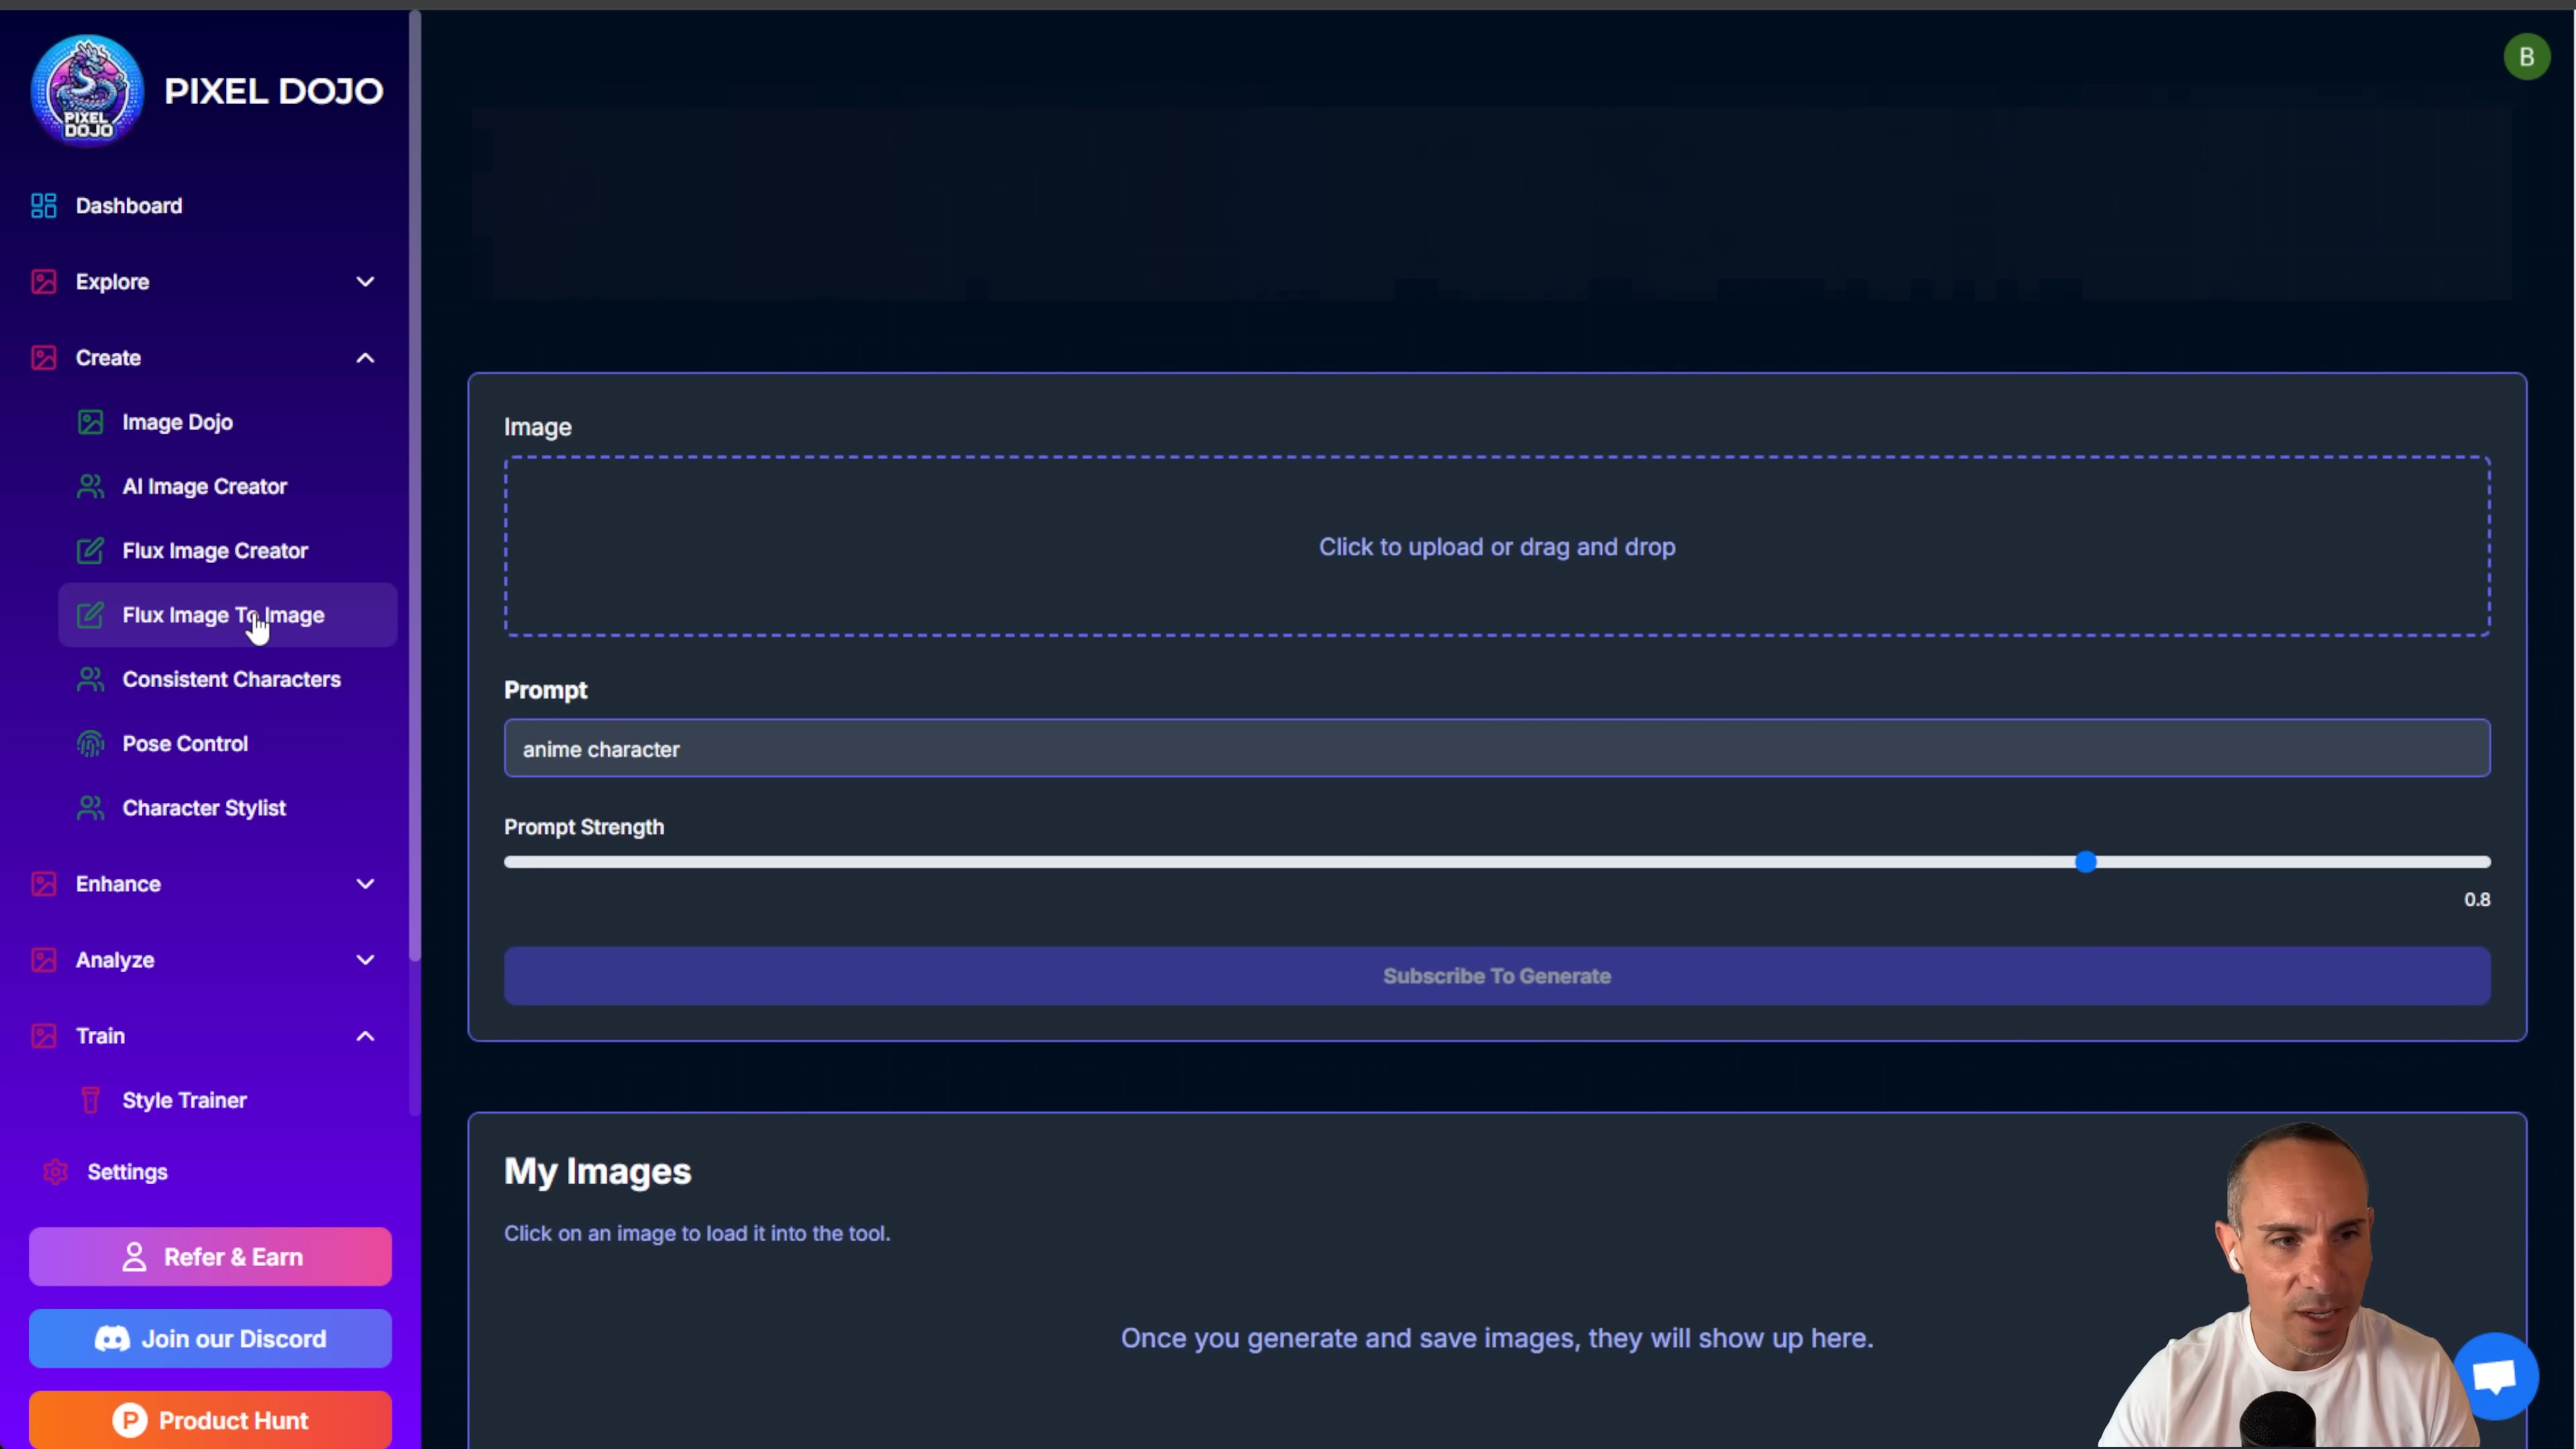 PIXEL DOJO
PIXEL
DOJO
Dashboard
Explore
Create
Image Dojo
AI Image Creator
Flux Image Creator
Flux Image To Image
Consistent Characters
Pose Control
Character Stylist
Enhance
Analyze
Train
Style Trainer
Settings
Refer & Earn
Join our Discord
P Product Hunt
B
Image
Click to upload or drag and drop
Prompt
anime character
Prompt Strength
0.8
Subscribe To Generate
My Images
Click on an image to load it into the tool.
Once you generate and save images, they will show up here.